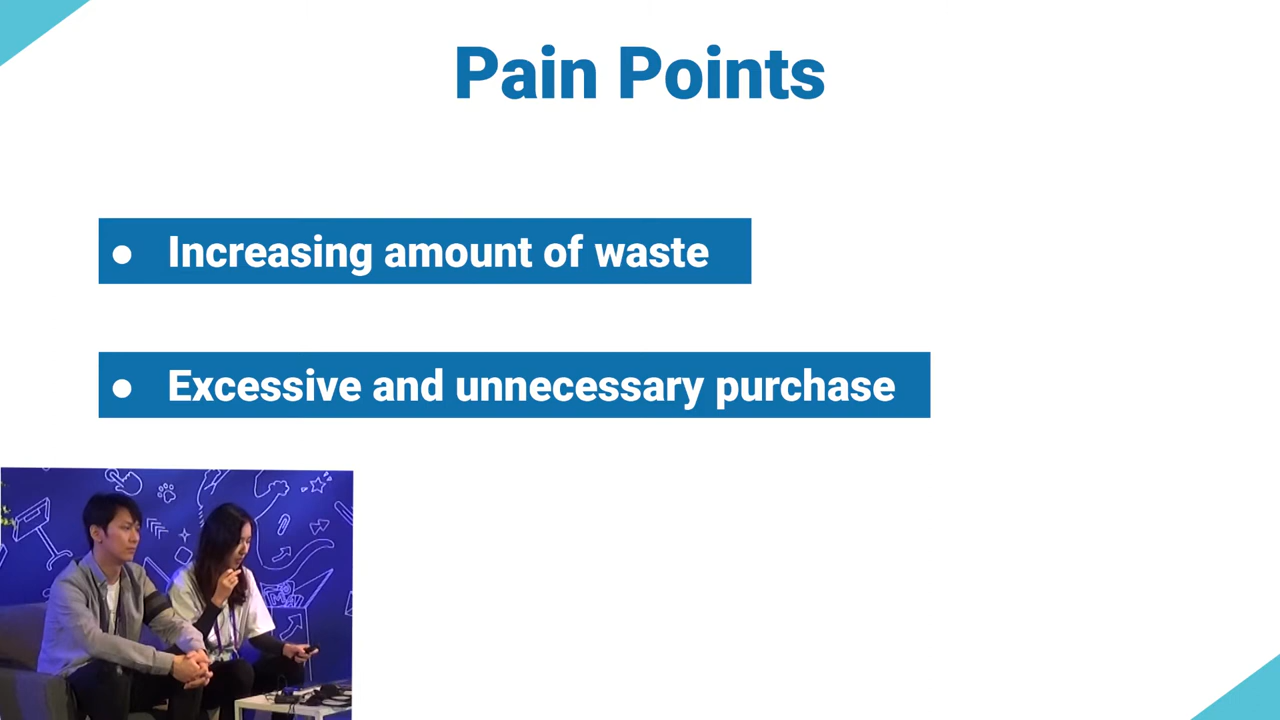 Pain Points
● Increasing amount of waste
● Excessive and unnecessary purchase